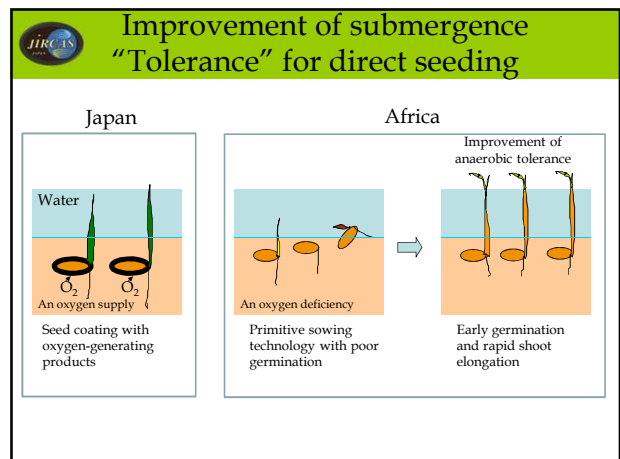 JIRCAS
JAPAN
Improvement of submergence
“Tolerance” for direct seeding
Japan
Africa
Water
O2
O2
An oxygen supply
Seed coating with
oxygen-generating
products
An oxygen deficiency
Primitive sowing
technology with poor
germination
Improvement of
anaerobic tolerance
Early germination
and rapid shoot
elongation